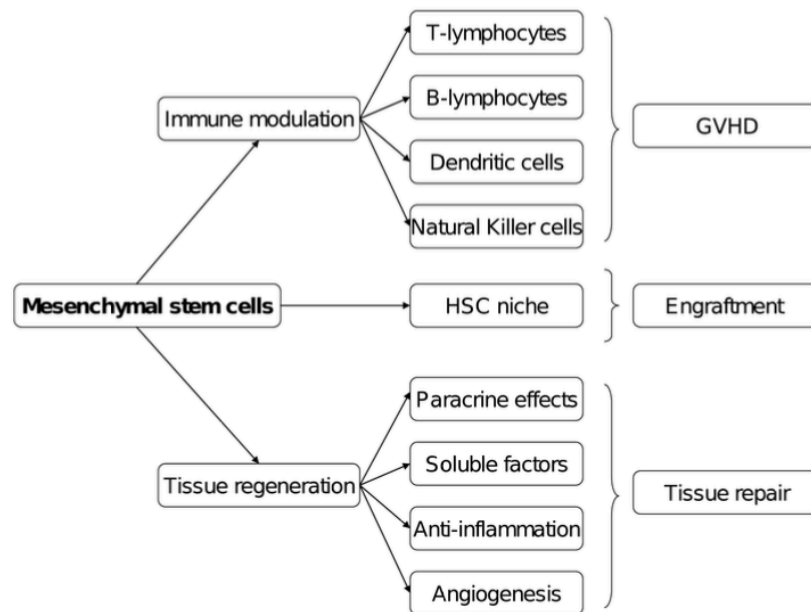 T-lymphocytes
B-lymphocytes
Immune modulation
GVHD
Dendritic cells
Natural Killer cells
Mesenchymal stem cells
HSC niche
Engraftment
Paracrine effects
Soluble factors
Tissue regeneration
Tissue repair
Anti-inflammation
Angiogenesis